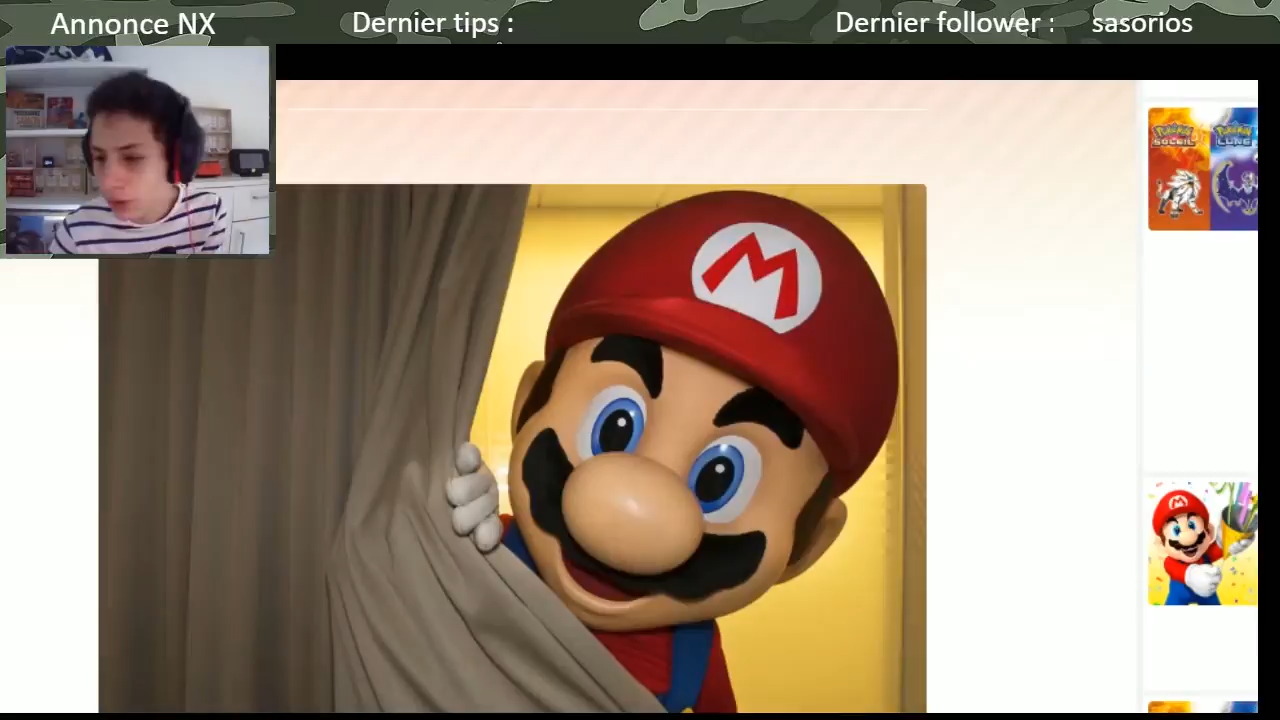 Annonce NX
Dernier tips :
Dernier follower : sasorios
M
POKÉMON SOLEIL
POKÉMON LUNE
M